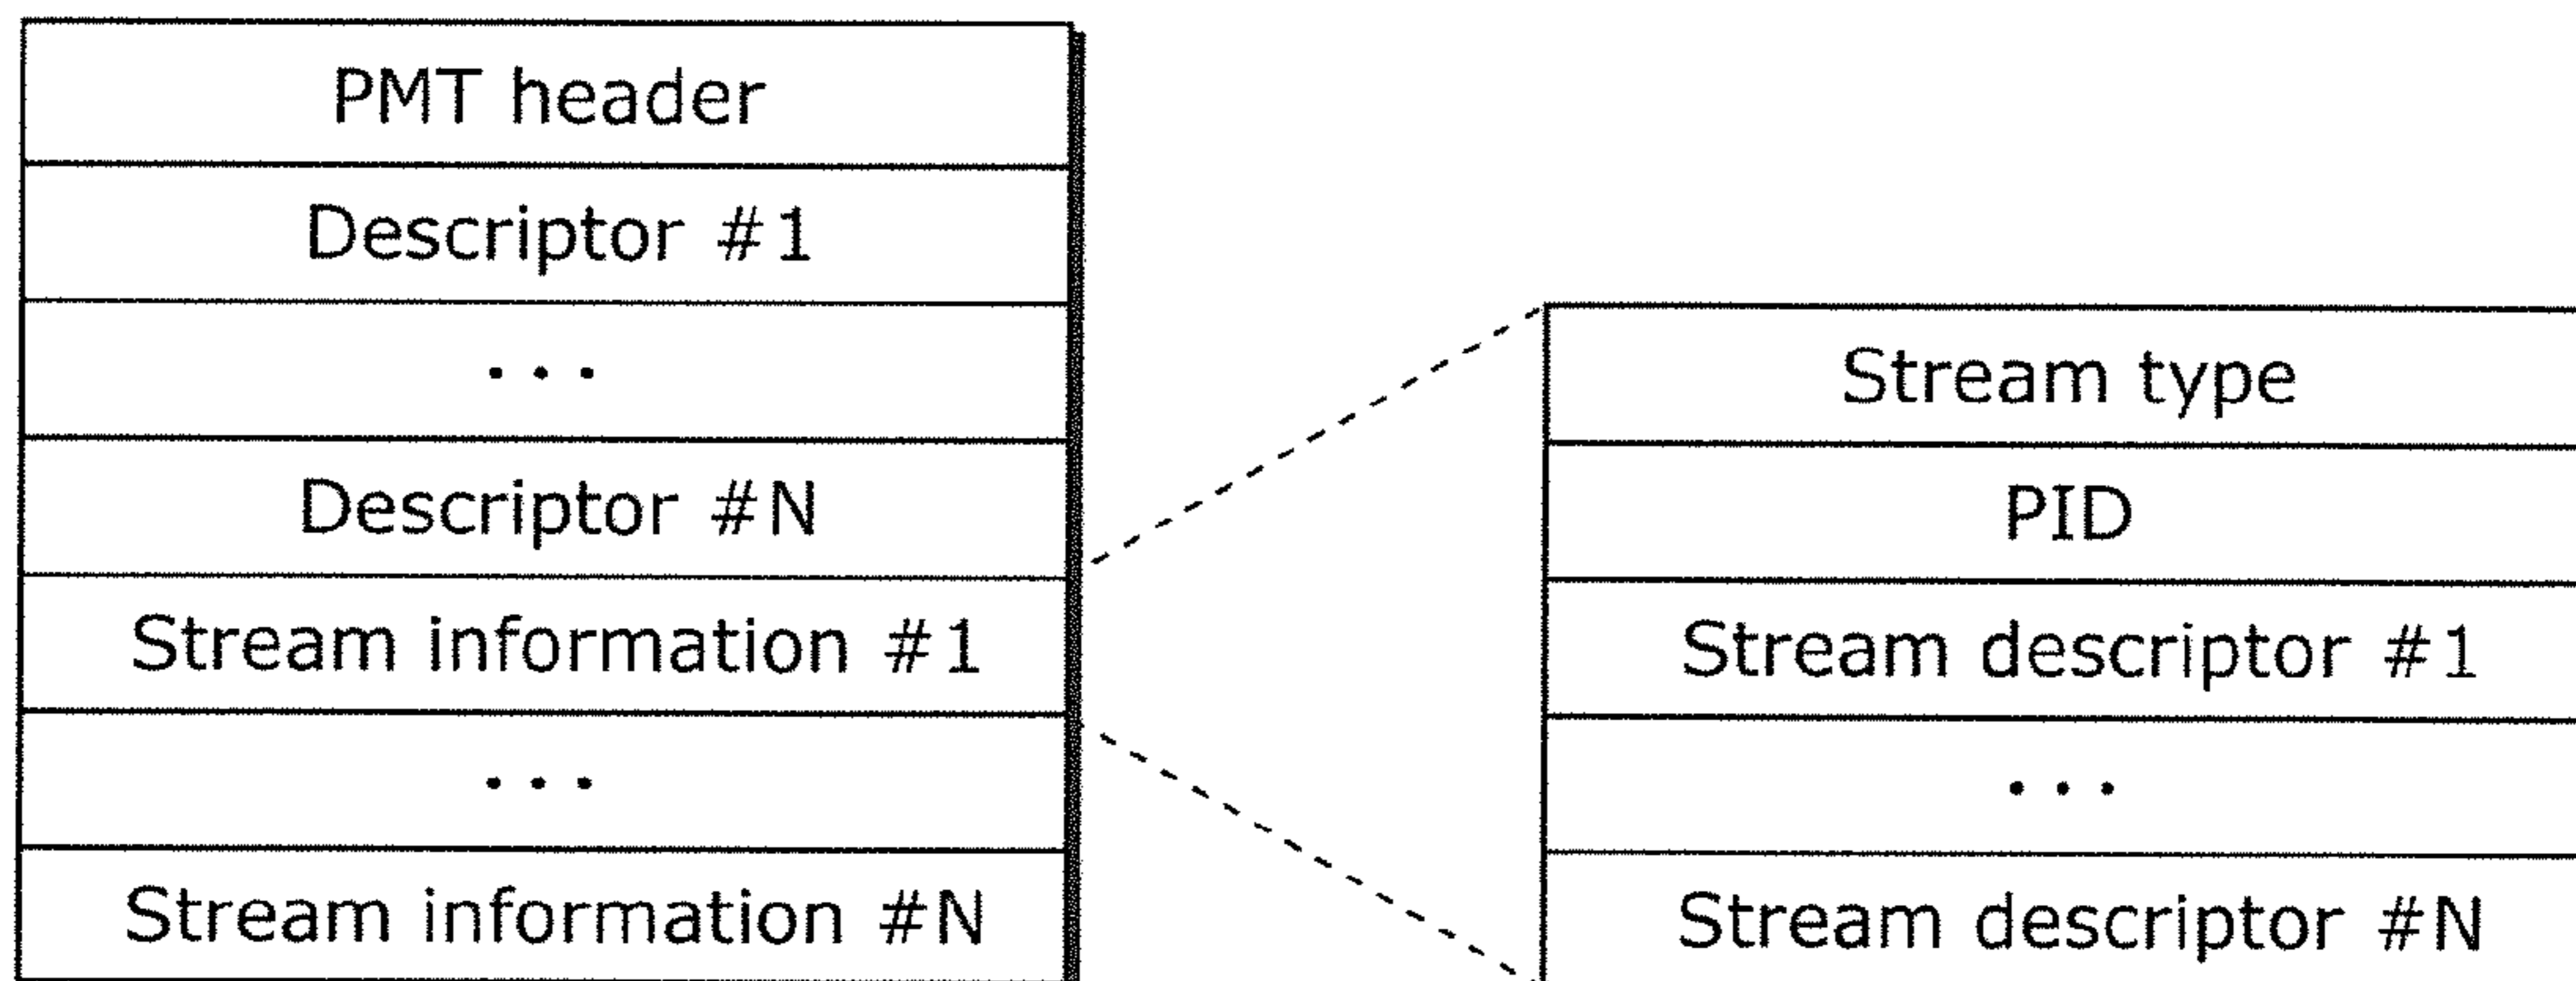 PMT header
Descriptor #1
...
Descriptor #N
Stream information #1
...
Stream information #N
Stream type
PID
Stream descriptor #1
...
Stream descriptor #N